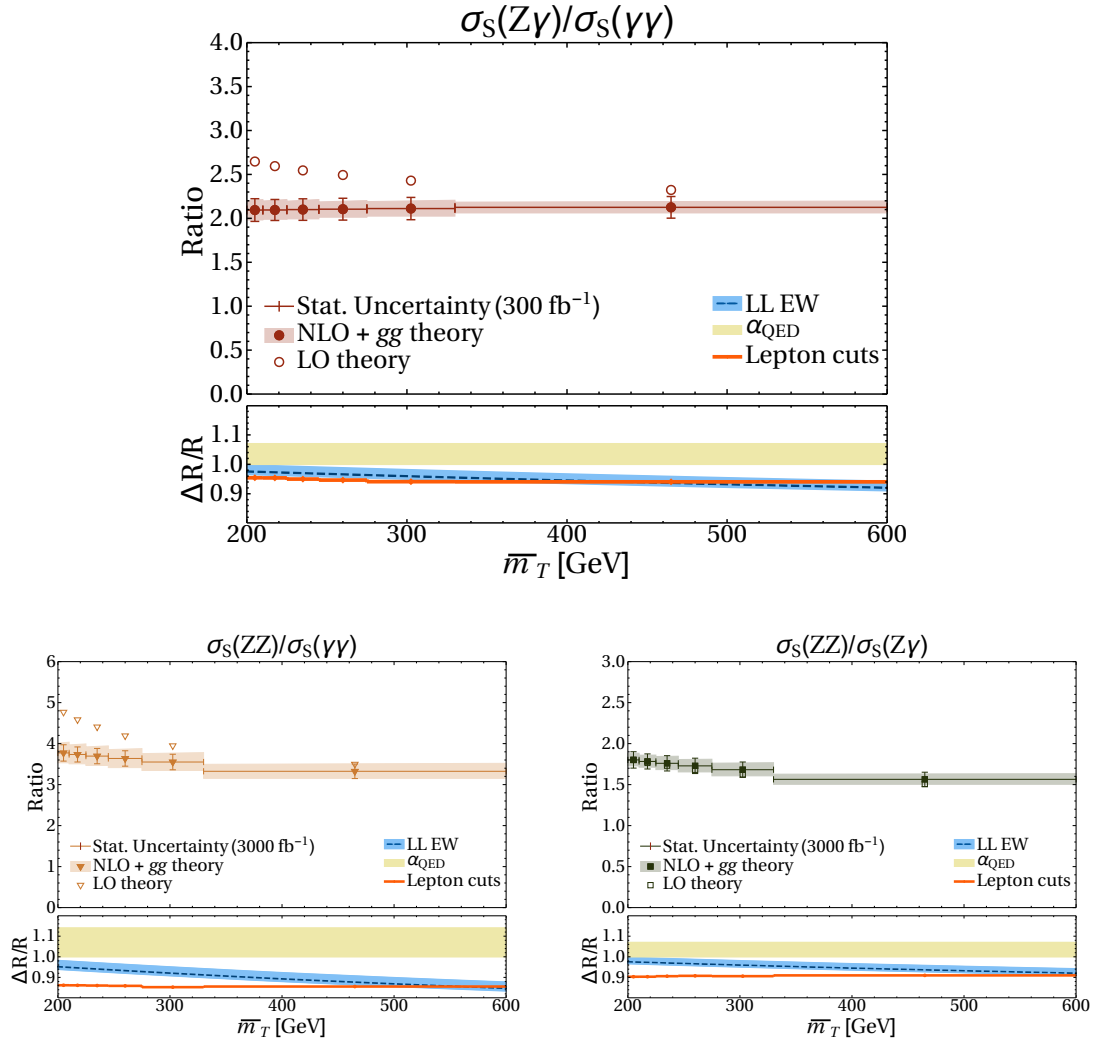 σS(Zγ)/σS(γγ)
4.0
3.5
3.0
2.5
2.0
1.5
1.0
0.5
0.0
Ratio
Stat. Uncertainty (300 fb⁻¹)
NLO + gg theory
LO theory
LL EW
αQED
Lepton cuts
1.1
1.0
0.9
ΔR/R
200 300 400 500 600
m̅T [GeV]
σS(ZZ)/σS(γγ)
6
5
4
3
2
1
0
Ratio
Stat. Uncertainty (3000 fb⁻¹)
NLO + gg theory
LO theory
LL EW
αQED
Lepton cuts
1.1
1.0
0.9
ΔR/R
200 300 400 500 600
m̅T [GeV]
σS(ZZ)/σS(Zγ)
3.0
2.5
2.0
1.5
1.0
0.5
0.0
Ratio
Stat. Uncertainty (3000 fb⁻¹)
NLO + gg theory
LO theory
LL EW
αQED
Lepton cuts
1.1
1.0
0.9
ΔR/R
200 300 400 500 600
m̅T [GeV]